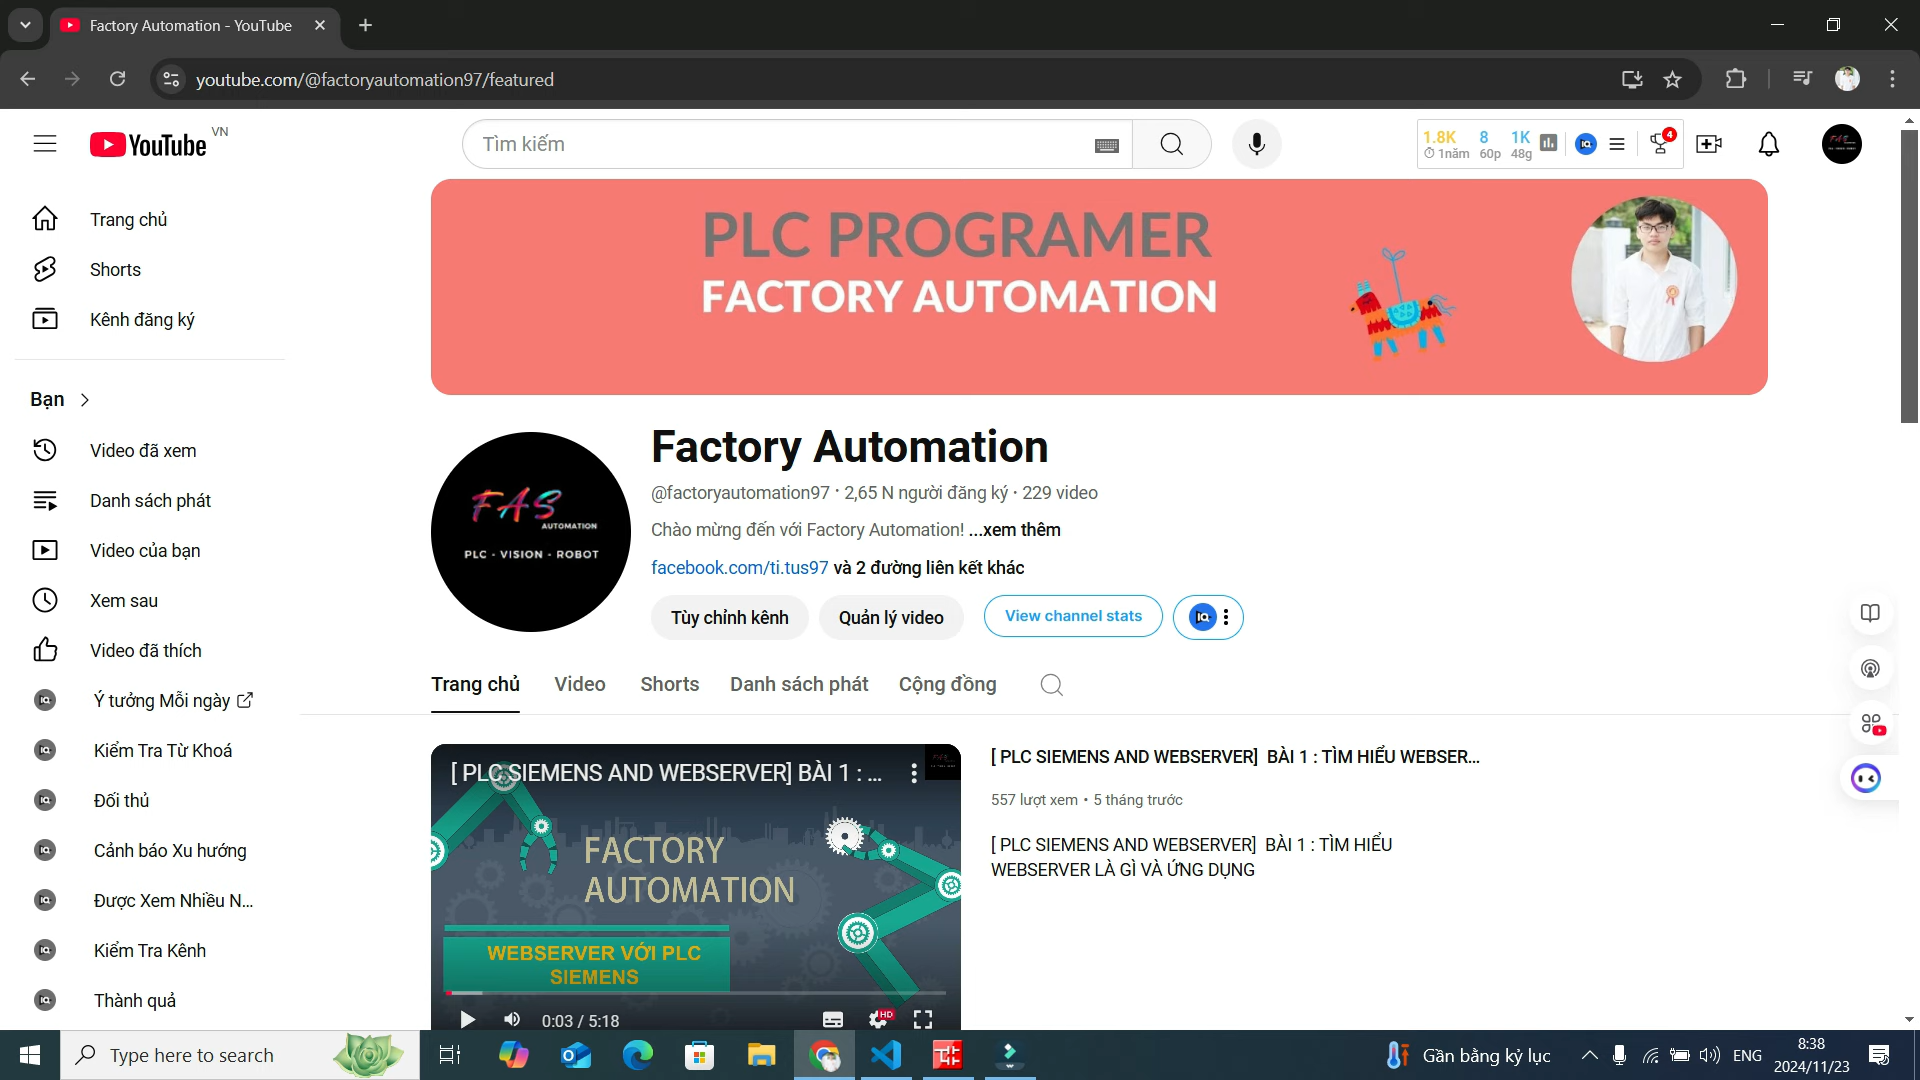 Factory Automation - YouTube
youtube.com/@factoryautomation97/featured
YouTube VN
Tìm kiếm
1.8K 8 1K
1năm 60p 48g
4
Trang chủ
Shorts
Kênh đăng ký
Bạn
Video đã xem
Danh sách phát
Video của bạn
Xem sau
Video đã thích
Ý tưởng Mỗi ngày
Kiểm Tra Từ Khoá
Đối thủ
Cảnh báo Xu hướng
Được Xem Nhiều N...
Kiểm Tra Kênh
Thành quả
PLC PROGRAMER
FACTORY AUTOMATION
FAS
AUTOMATION
PLC - VISION - ROBOT
Factory Automation
@factoryautomation97 • 2,65 N người đăng ký • 229 video
Chào mừng đến với Factory Automation! ...xem thêm
facebook.com/ti.tus97 và 2 đường liên kết khác
Tùy chỉnh kênh
Quản lý video
View channel stats
Trang chủ
Video
Shorts
Danh sách phát
Cộng đồng
[ PLC SIEMENS AND WEBSERVER] BÀI 1 : ...
FACTORY
AUTOMATION
WEBSERVER VỚI PLC
SIEMENS
0:03 / 5:18
HD
[ PLC SIEMENS AND WEBSERVER] BÀI 1 : TÌM HIỂU WEBSER...
557 lượt xem • 5 tháng trước
[ PLC SIEMENS AND WEBSERVER] BÀI 1 : TÌM HIỂU
WEBSERVER LÀ GÌ VÀ ỨNG DỤNG
Type here to search
Gần bằng kỷ lục
ENG
8:38
2024/11/23